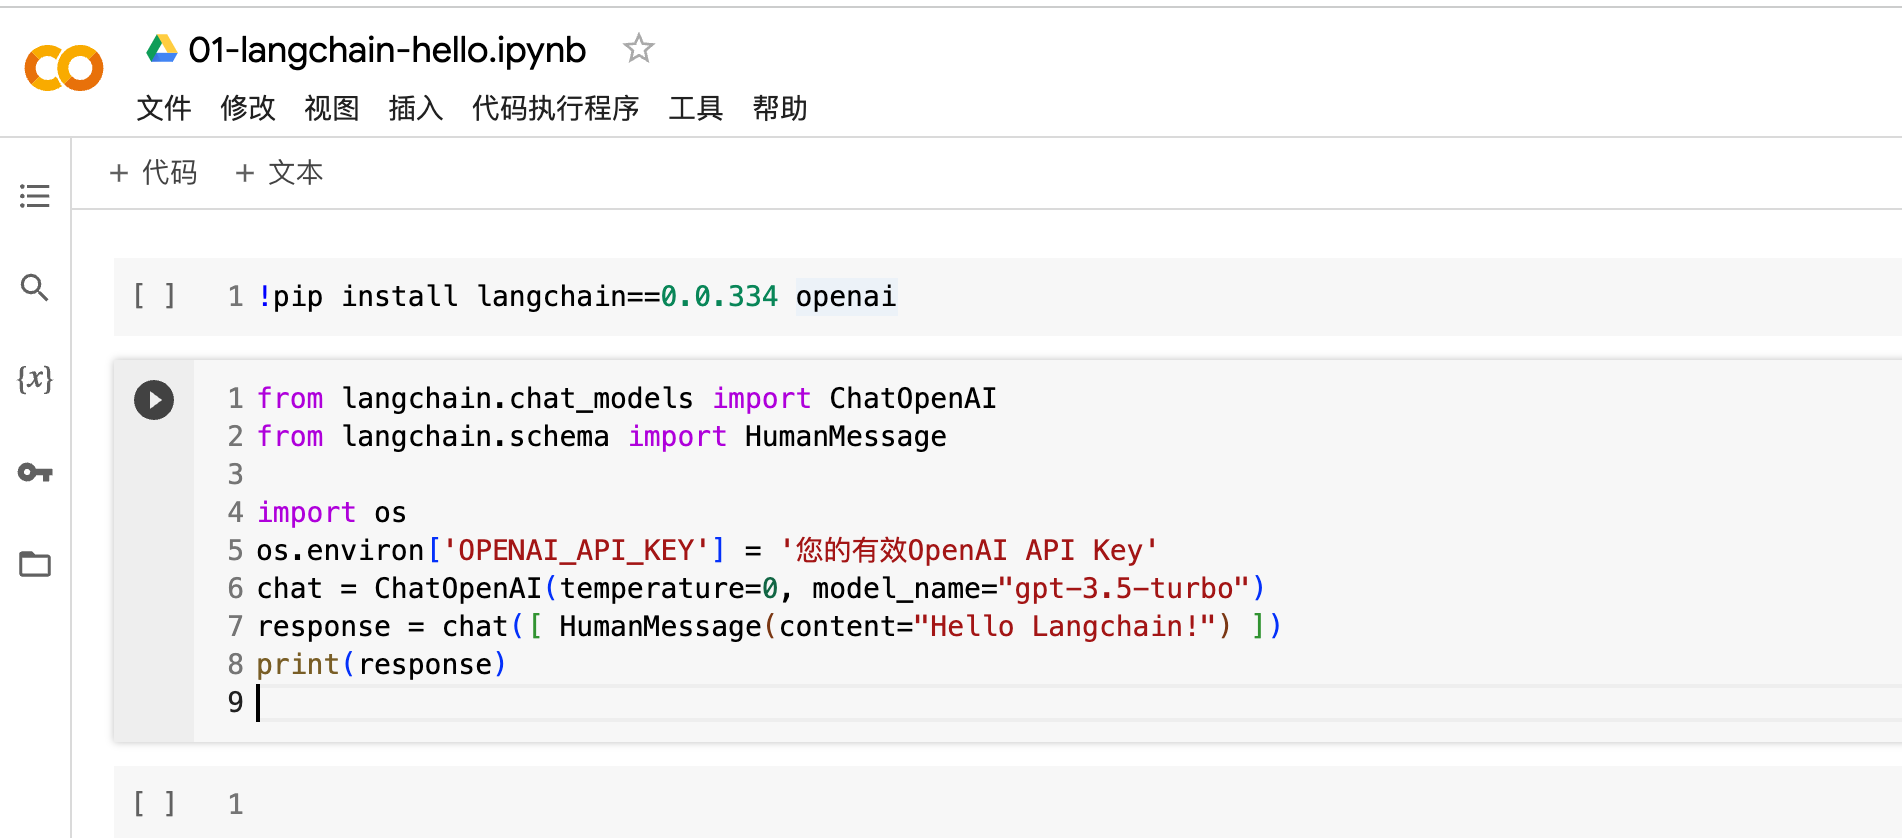 01-langchain-hello.ipynb
文件 修改 视图 插入 代码执行程序 工具 帮助
+ 代码 + 文本
[ ] 1 !pip install langchain==0.0.334 openai
1 from langchain.chat_models import ChatOpenAI
2 from langchain.schema import HumanMessage
3
4 import os
5 os.environ['OPENAI_API_KEY'] = '您的有效OpenAI API Key'
6 chat = ChatOpenAI(temperature=0, model_name="gpt-3.5-turbo")
7 response = chat([ HumanMessage(content="Hello Langchain!") ])
8 print(response)
9
[ ] 1
{x}